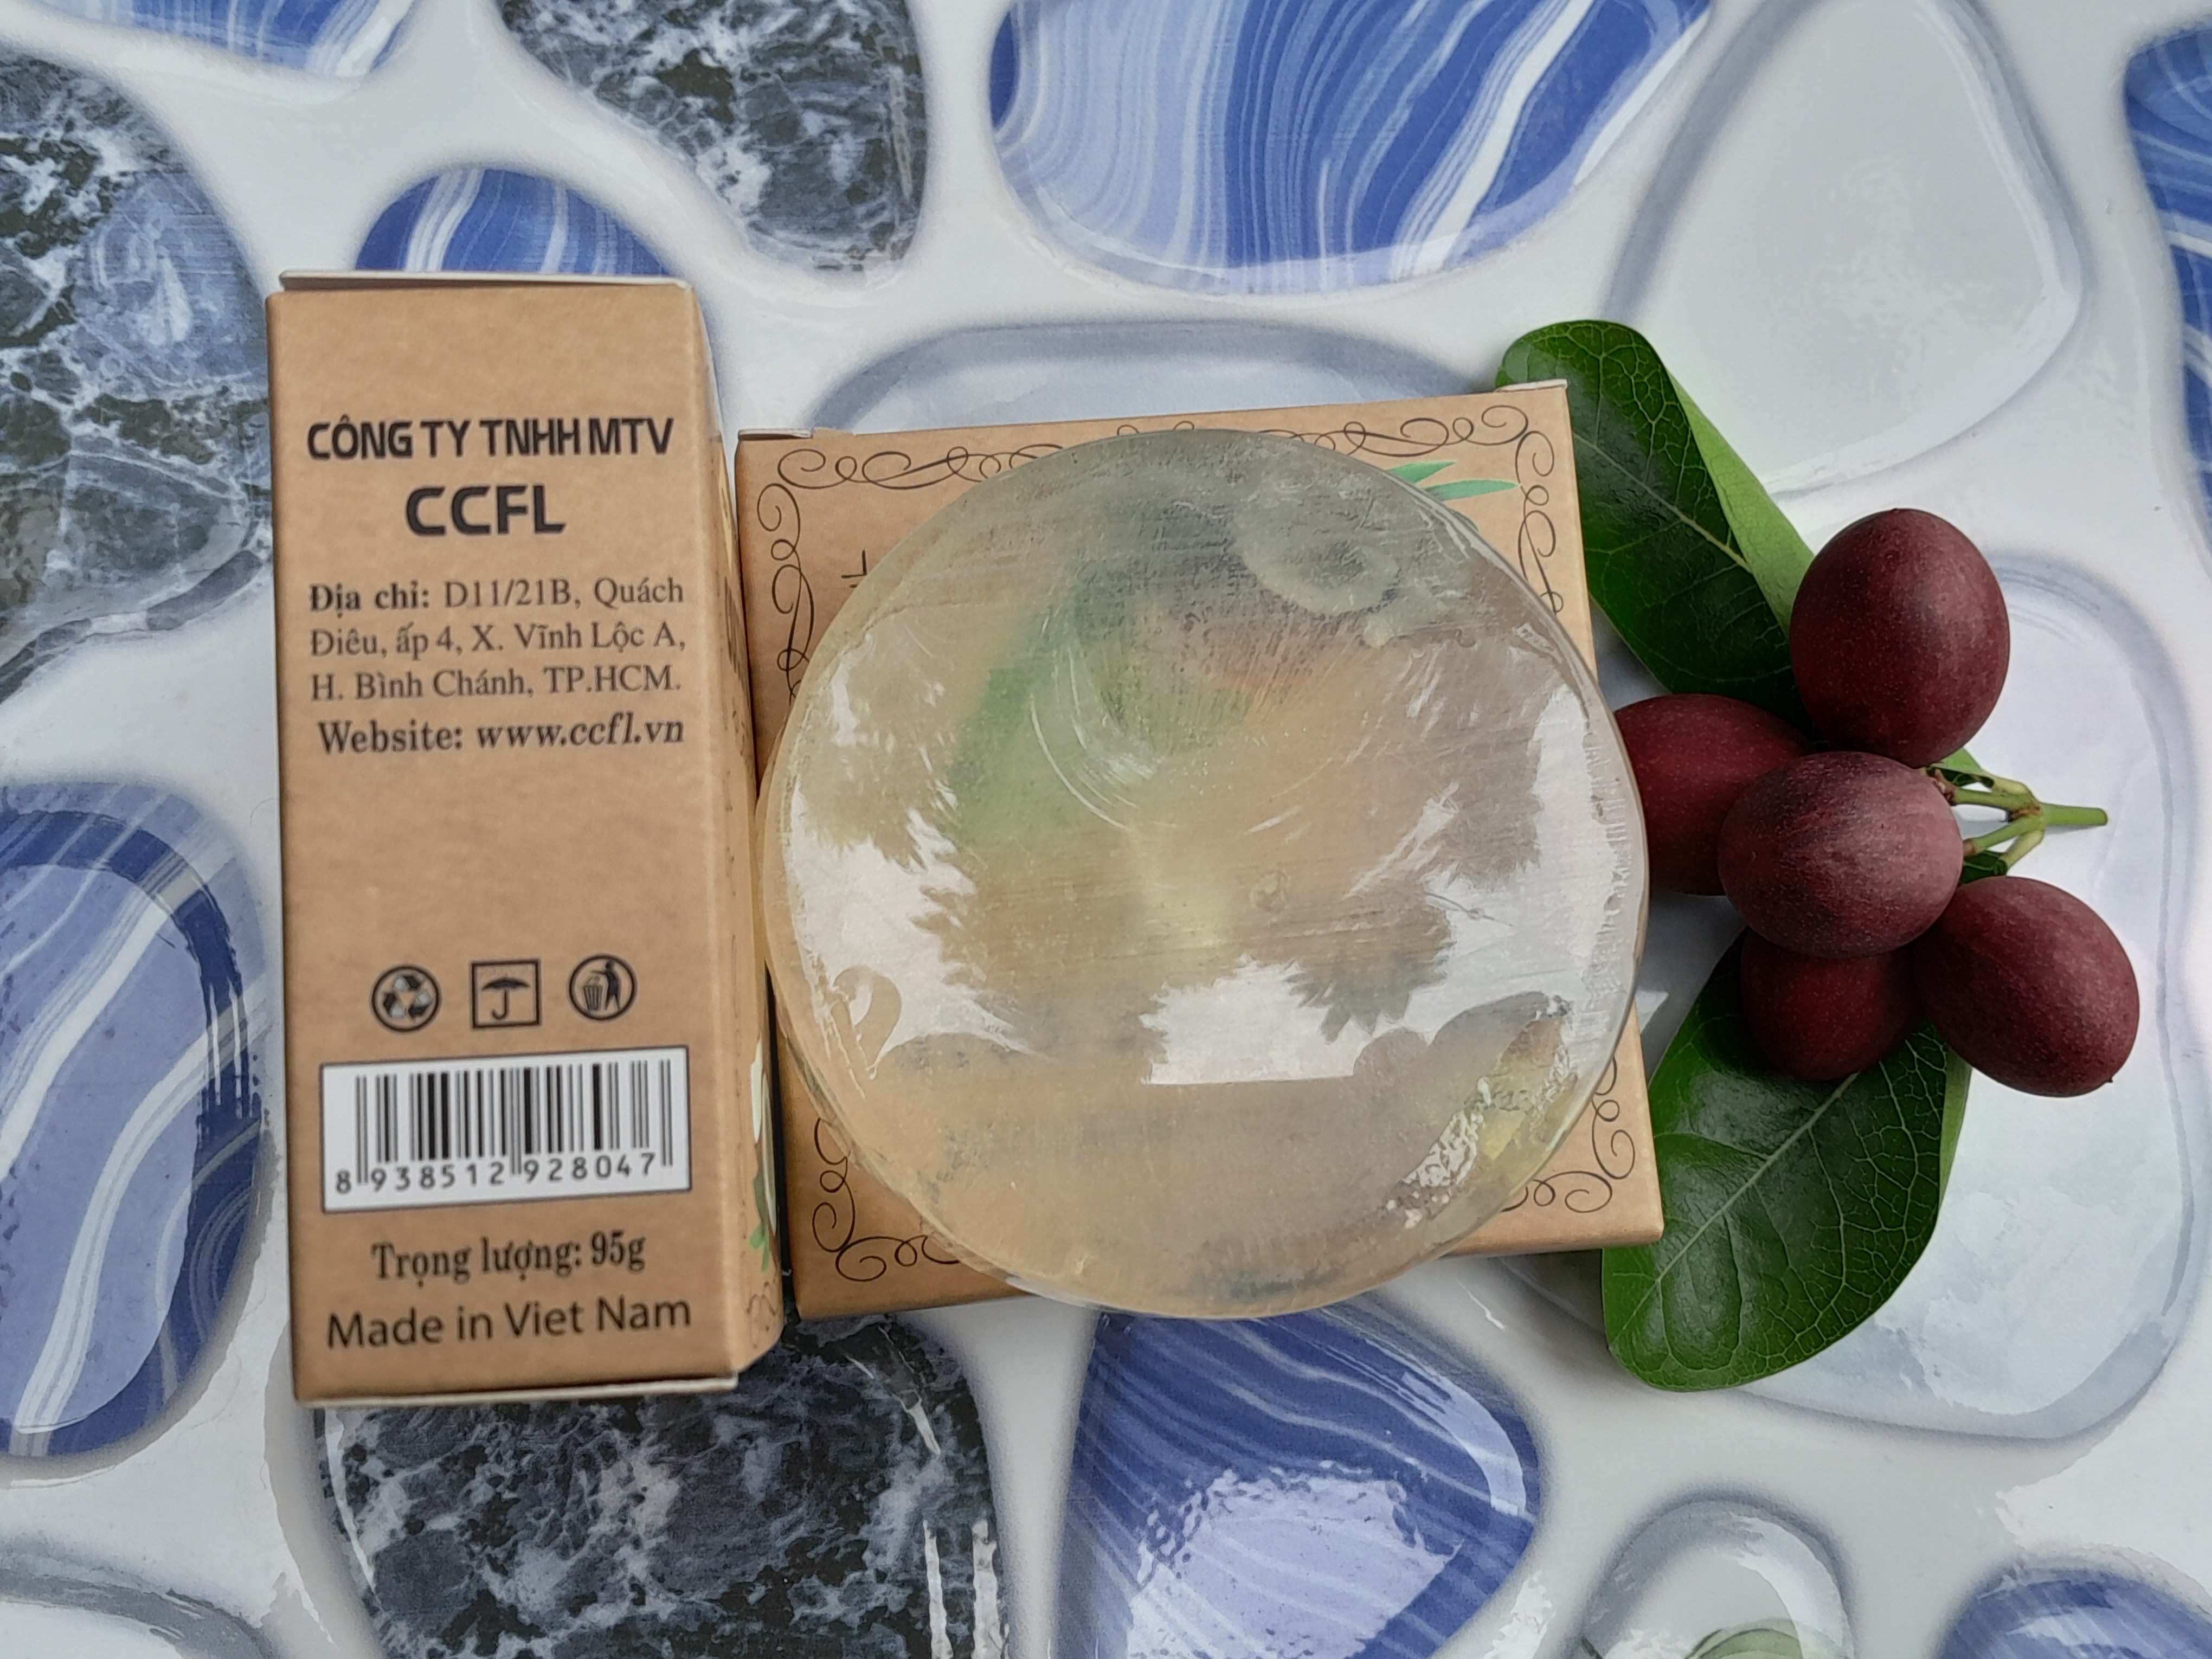 CÔNG TY TNHH MTV
CCFL
Địa chỉ: D11/21B, Quách
Điêu, ấp 4, X. Vĩnh Lộc A,
H. Bình Chánh, TP.HCM.
Website: www.ccfl.vn
8 938512 928047
Trọng lượng: 95g
Made in Viet Nam